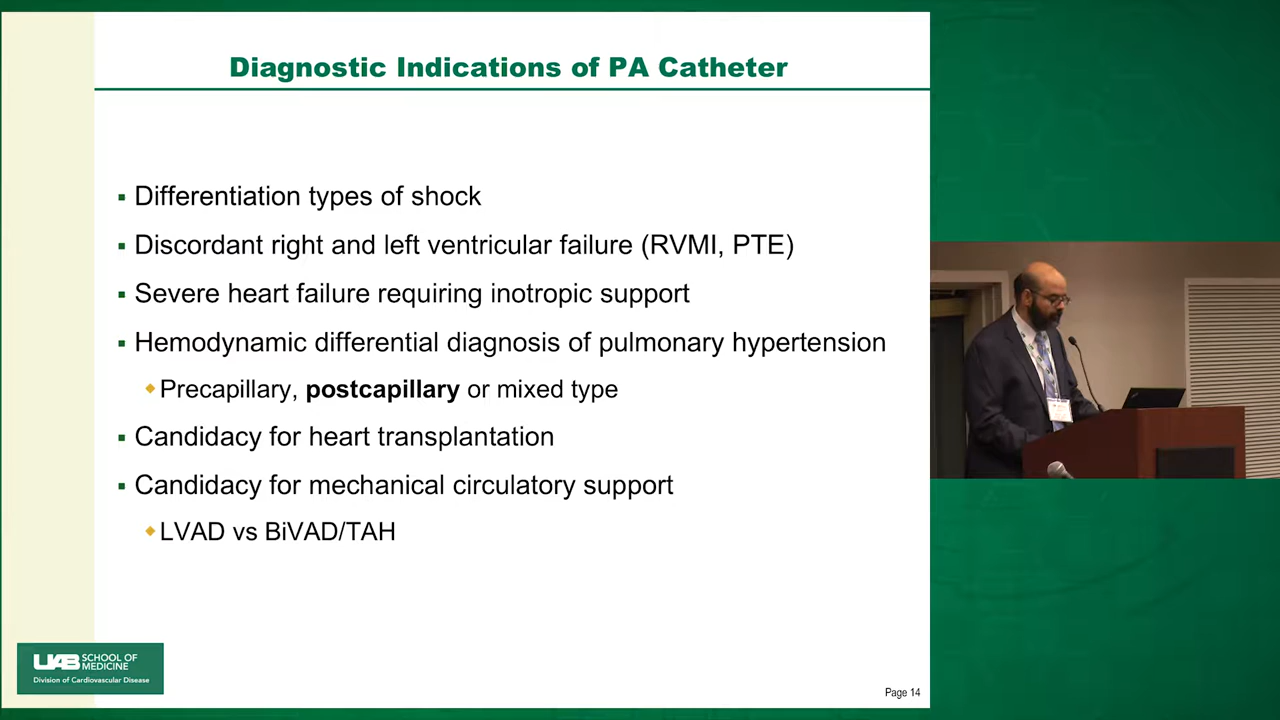 Diagnostic Indications of PA Catheter
▪ Differentiation types of shock
▪ Discordant right and left ventricular failure (RVMI, PTE)
▪ Severe heart failure requiring inotropic support
▪ Hemodynamic differential diagnosis of pulmonary hypertension
◆ Precapillary, postcapillary or mixed type
▪ Candidacy for heart transplantation
▪ Candidacy for mechanical circulatory support
◆ LVAD vs BiVAD/TAH
UAB SCHOOL OF
MEDICINE
Division of Cardiovascular Disease
Page 14